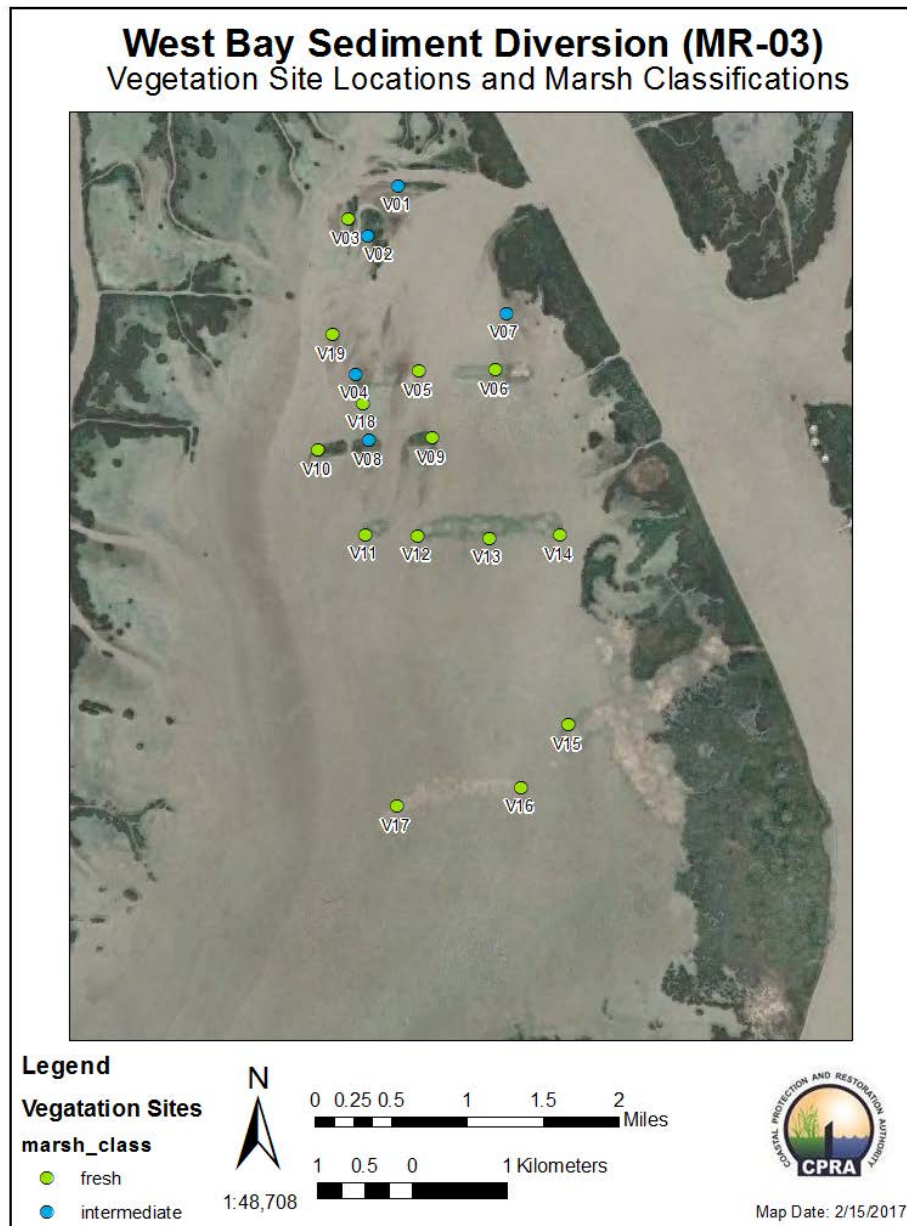 West Bay Sediment Diversion (MR-03)
Vegetation Site Locations and Marsh Classifications
V01
V03
V02
V07
V19
V04
V05
V06
V18
V10
V08
V09
V11
V12
V13
V14
V15
V16
V17
Legend
Vegatation Sites
marsh_class
fresh
intermediate
N
1:48,708
0 0.25 0.5 1 1.5 2
Miles
1 0.5 0 1 Kilometers
COASTAL PROTECTION AND RESTORATION AUTHORITY
CPRA
Map Date: 2/15/2017